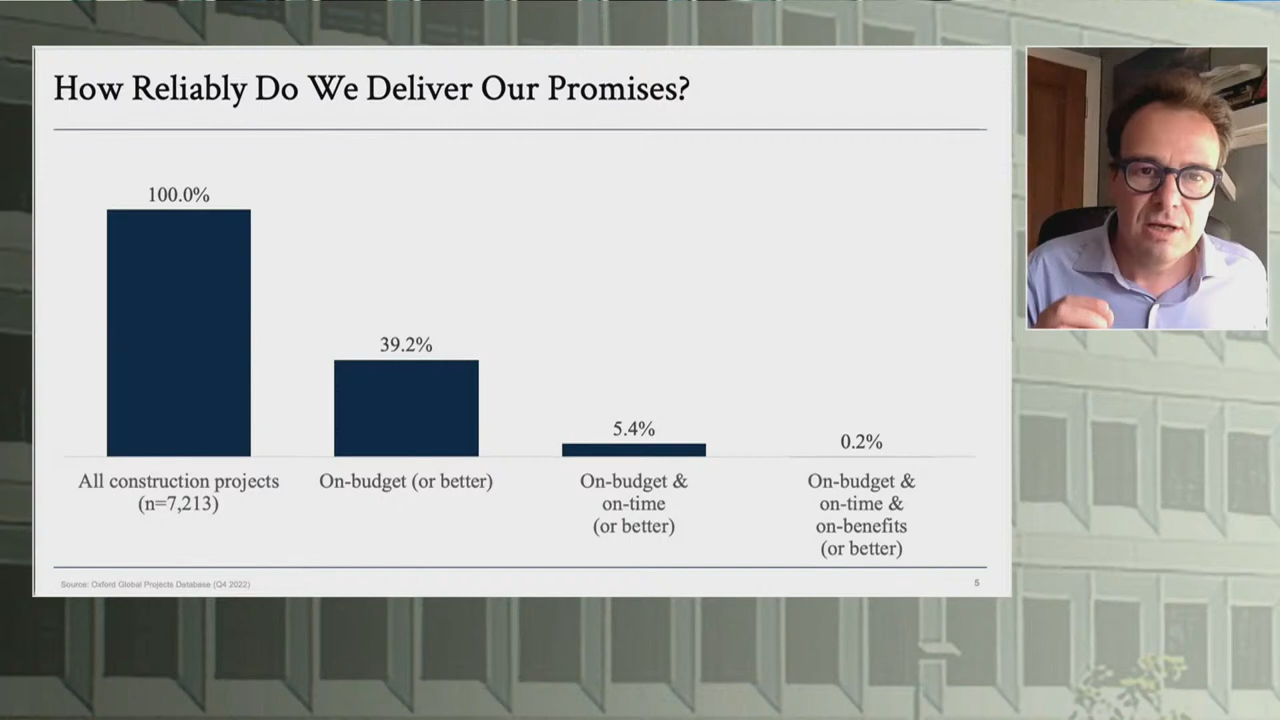 How Reliably Do We Deliver Our Promises?
100.0%
39.2%
5.4%
0.2%
All construction projects
(n=7,213)
On-budget (or better)
On-budget &
on-time
(or better)
On-budget &
on-time &
on-benefits
(or better)
Source: Oxford Global Projects Database (Q4 2022)
5